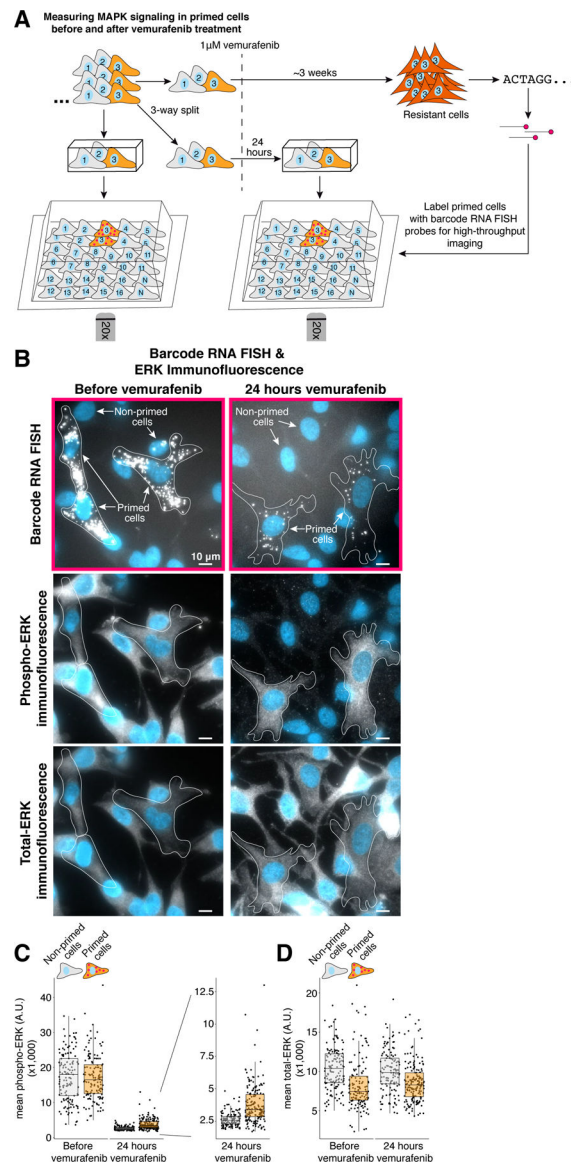 A
Measuring MAPK signaling in primed cells
before and after vemurafenib treatment
1µM vemurafenib
~3 weeks
Resistant cells
ACTAGG..
...
3-way split
24
hours
Label primed cells
with barcode RNA FISH
probes for high-throughput
imaging
20x
20x
B
Barcode RNA FISH &
ERK Immunofluorescence
Before vemurafenib
24 hours vemurafenib
Barcode RNA FISH
Non-primed
cells
Primed
cells
10 µm
Non-primed
cells
Primed
cells
Phospho-ERK
immunofluorescence
Total-ERK
immunofluorescence
C
Non-primed
cells
Primed
cells
mean phospho-ERK (A.U.)
(x1,000)
40
30
20
10
0
Before
vemurafenib
24 hours
vemurafenib
12.5
10.0
7.5
5.0
2.5
24 hours
vemurafenib
D
Non-primed
cells
Primed
cells
mean total-ERK (A.U.)
(x1,000)
20
15
10
5
Before
vemurafenib
24 hours
vemurafenib